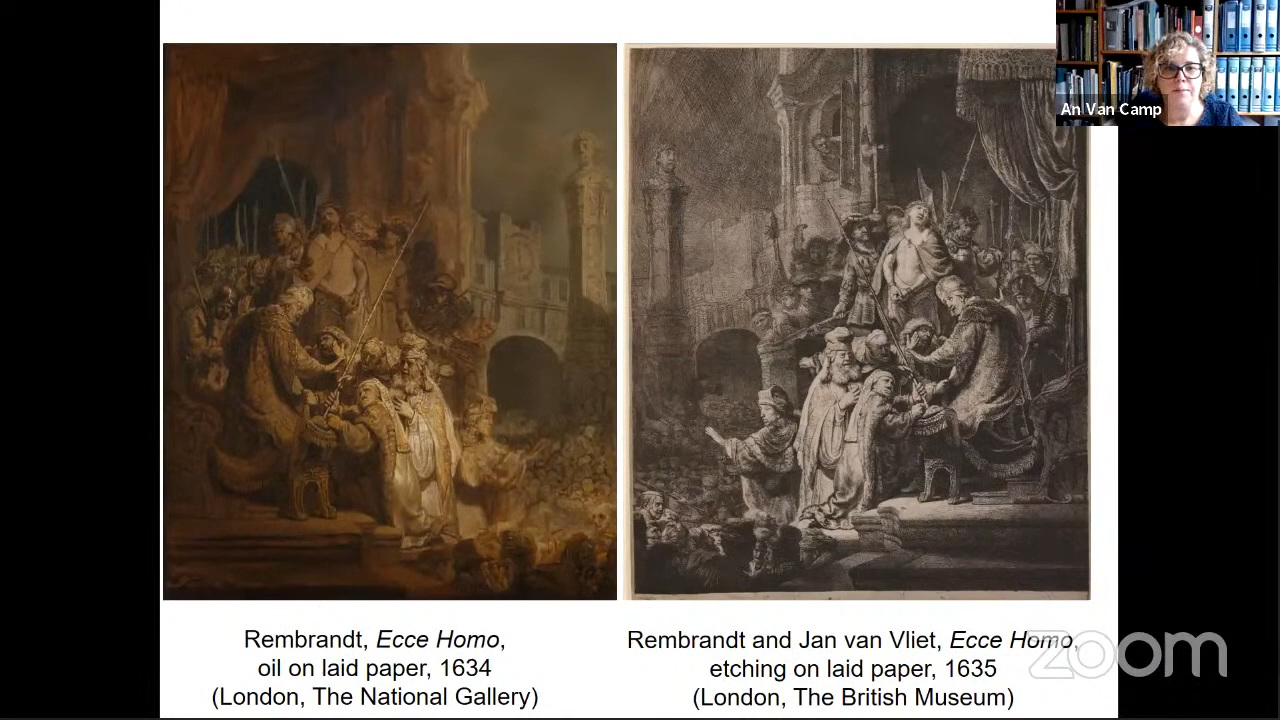 An Van Camp
Rembrandt, Ecce Homo,
oil on laid paper, 1634
(London, The National Gallery)
Rembrandt and Jan van Vliet, Ecce Homo,
etching on laid paper, 1635
(London, The British Museum)
zoom